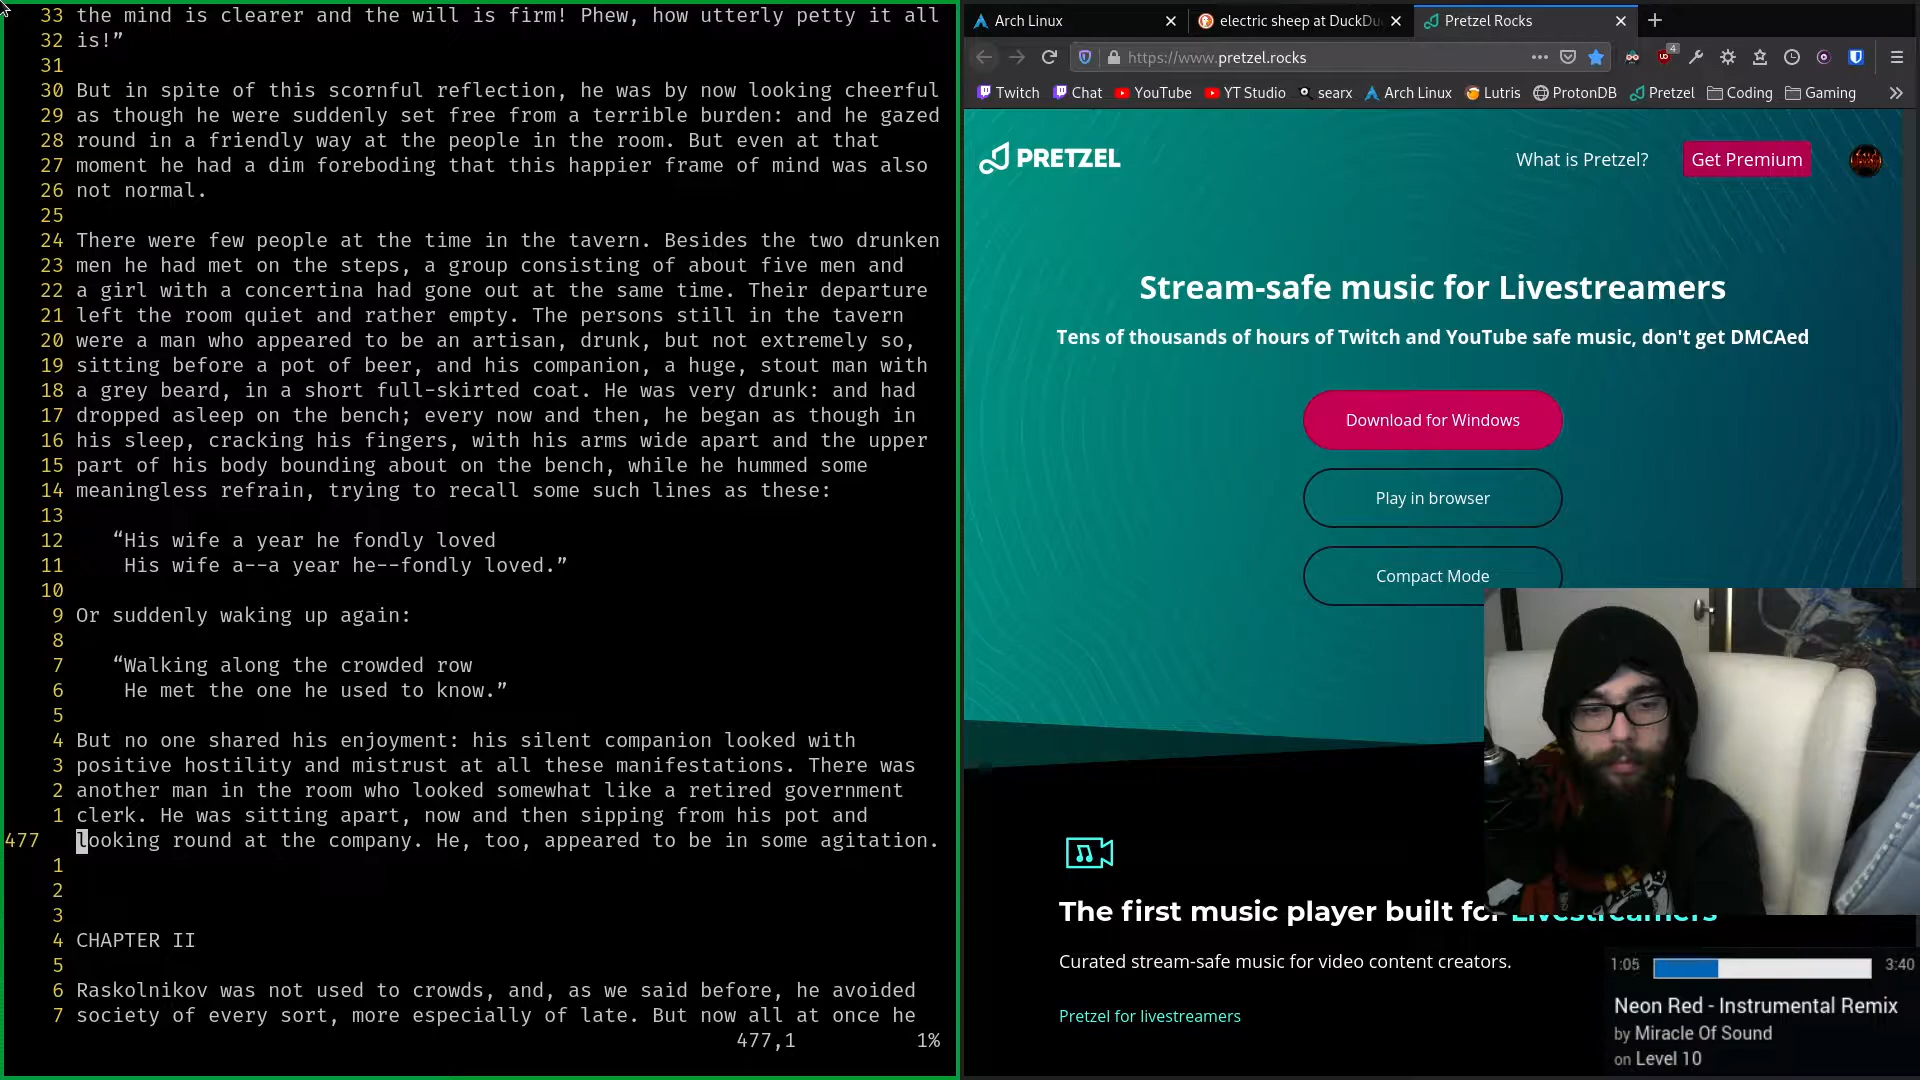 33 the mind is clearer and the will is firm! Phew, how utterly petty it all
32 is!”
31
30 But in spite of this scornful reflection, he was by now looking cheerful
29 as though he were suddenly set free from a terrible burden: and he gazed
28 round in a friendly way at the people in the room. But even at that
27 moment he had a dim foreboding that this happier frame of mind was also
26 not normal.
25
24 There were few people at the time in the tavern. Besides the two drunken
23 men he had met on the steps, a group consisting of about five men and
22 a girl with a concertina had gone out at the same time. Their departure
21 left the room quiet and rather empty. The persons still in the tavern
20 were a man who appeared to be an artisan, drunk, but not extremely so,
19 sitting before a pot of beer, and his companion, a huge, stout man with
18 a grey beard, in a short full-skirted coat. He was very drunk: and had
17 dropped asleep on the bench; every now and then, he began as though in
16 his sleep, cracking his fingers, with his arms wide apart and the upper
15 part of his body bounding about on the bench, while he hummed some
14 meaningless refrain, trying to recall some such lines as these:
13
12 “His wife a year he fondly loved
11 His wife a--a year he--fondly loved.”
10
9 Or suddenly waking up again:
8
7 “Walking along the crowded row
6 He met the one he used to know.”
5
4 But no one shared his enjoyment: his silent companion looked with
3 positive hostility and mistrust at all these manifestations. There was
2 another man in the room who looked somewhat like a retired government
1 clerk. He was sitting apart, now and then sipping from his pot and
477 looking round at the company. He, too, appeared to be in some agitation.
1
2
3
4 CHAPTER II
5
6 Raskolnikov was not used to crowds, and, as we said before, he avoided
7 society of every sort, more especially of late. But now all at once he
477,1 1%
Arch Linux
electric sheep at DuckDu
Pretzel Rocks
https://www.pretzel.rocks
4
Twitch Chat YouTube YT Studio searx Arch Linux Lutris ProtonDB Pretzel Coding Gaming
PRETZEL
What is Pretzel?
Get Premium
Stream-safe music for Livestreamers
Tens of thousands of hours of Twitch and YouTube safe music, don't get DMCAed
Download for Windows
Play in browser
Compact Mode
The first music player built for Livestreamers
Curated stream-safe music for video content creators.
Pretzel for livestreamers
1:05 3:40
Neon Red - Instrumental Remix
by Miracle Of Sound
on Level 10